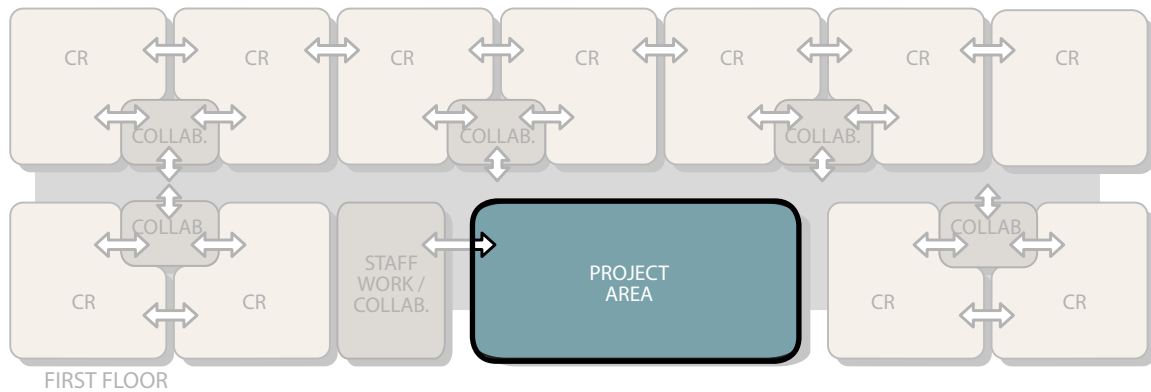 CR
CR
CR
CR
CR
CR
CR
COLLAB.
COLLAB.
COLLAB.
COLLAB.
COLLAB.
STAFF
WORK /
COLLAB.
PROJECT
AREA
CR
CR
CR
CR
FIRST FLOOR